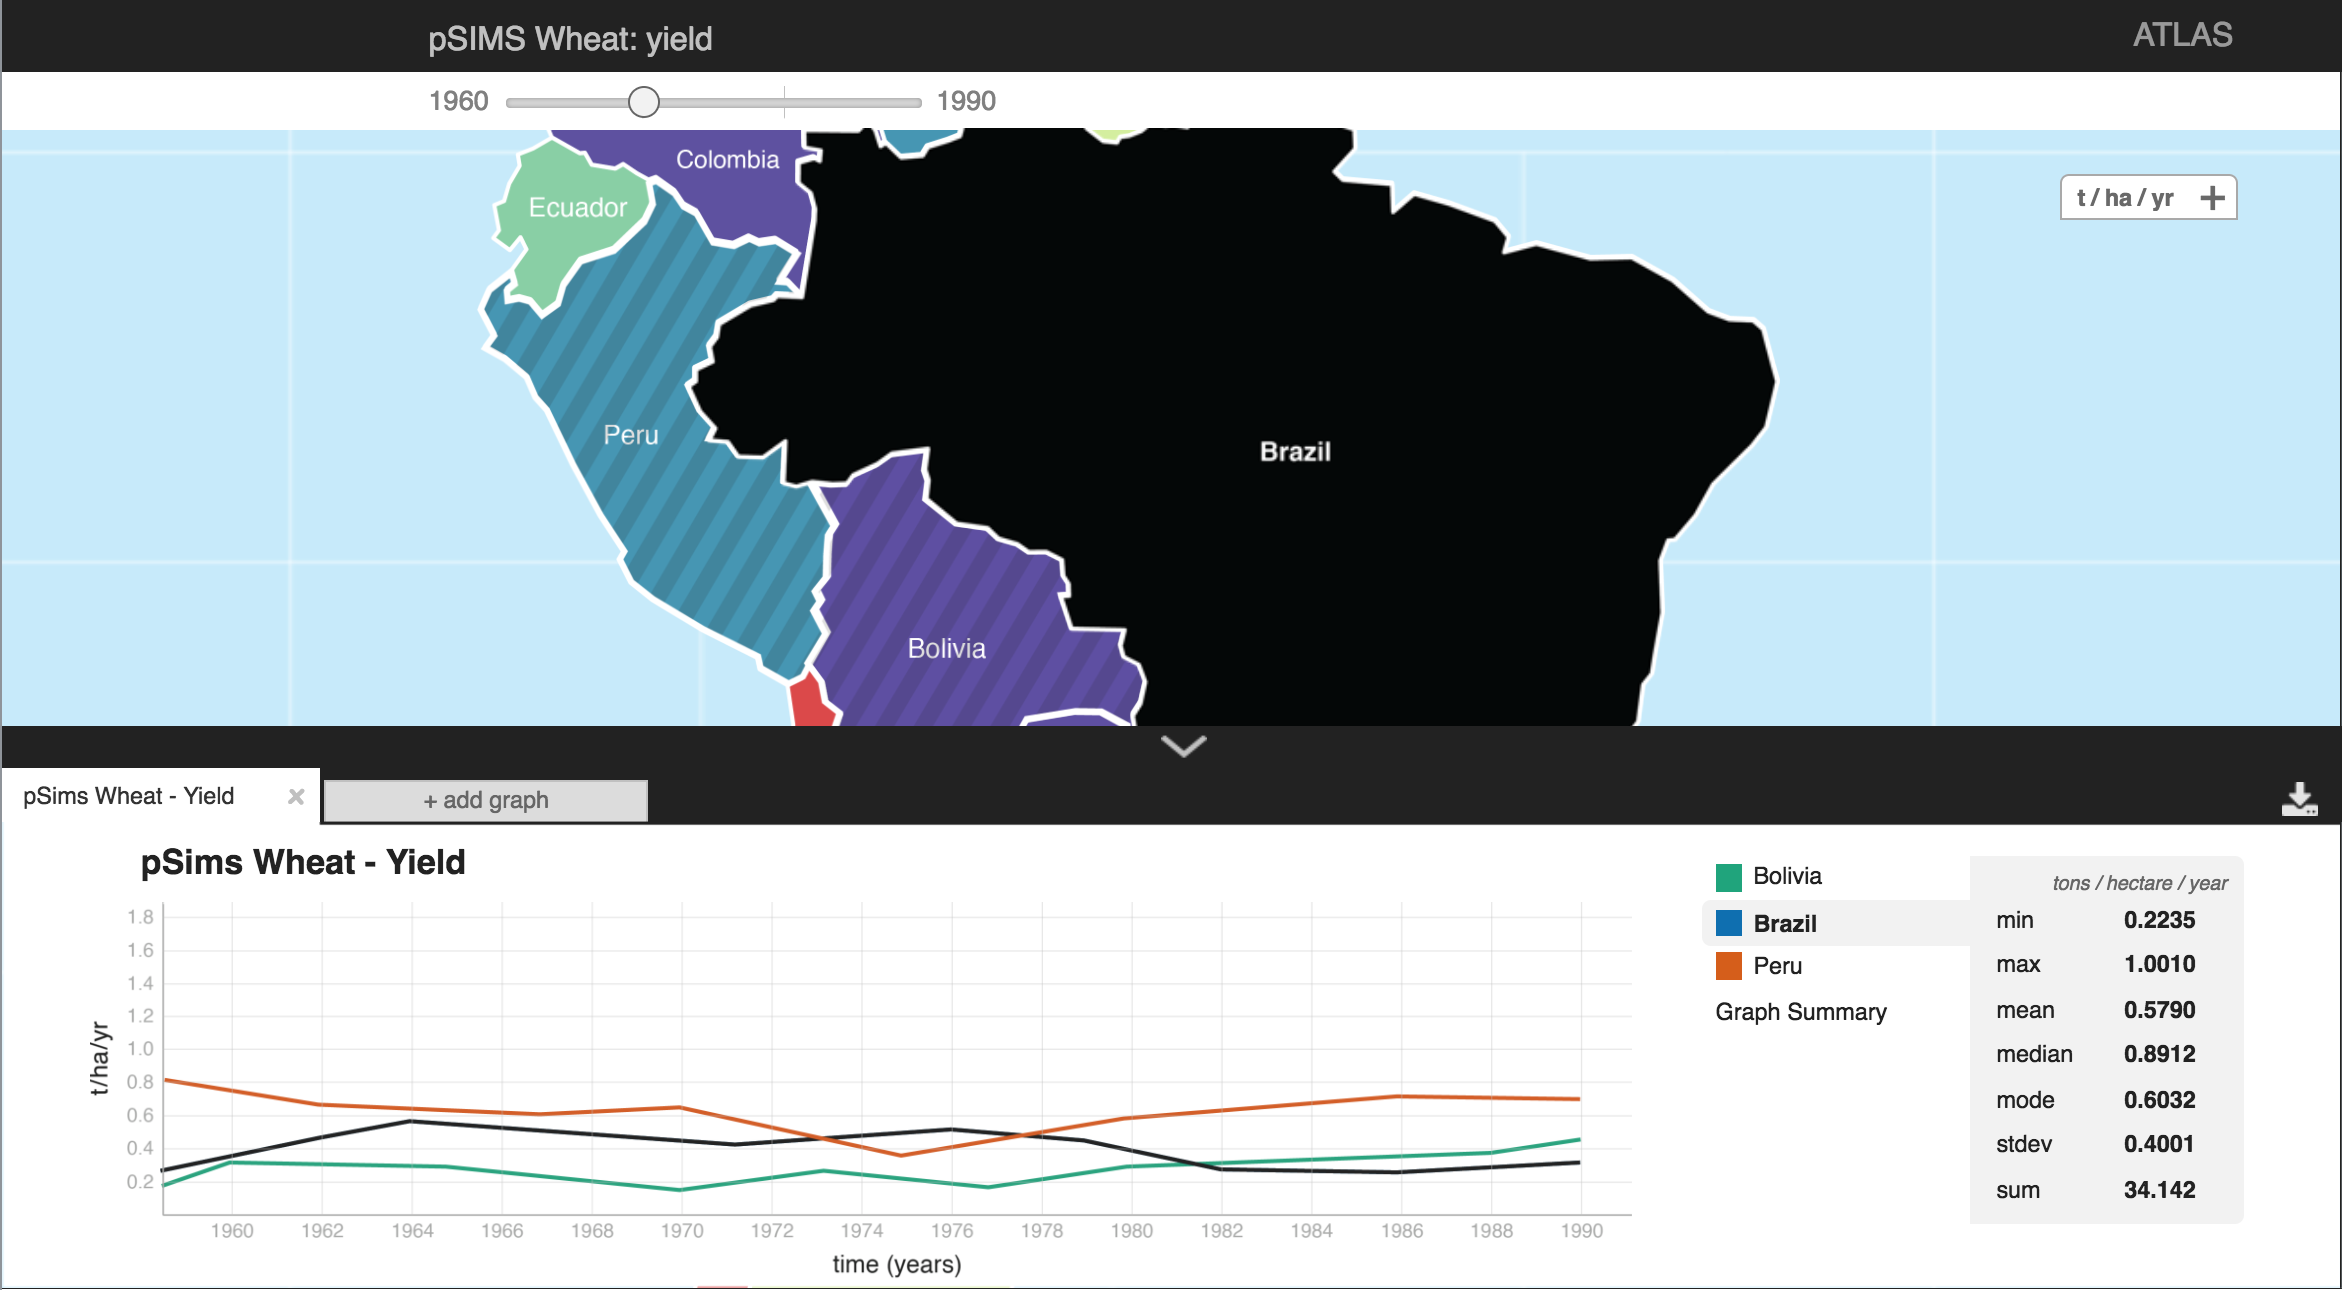 pSIMS Wheat: yield
ATLAS
1960
1990
Colombia
Ecuador
t / ha / yr +
Peru
Brazil
Bolivia
pSims Wheat - Yield ×
+ add graph
pSims Wheat - Yield
1.8
1.6
1.4
1.2
1.0
0.8
0.6
0.4
0.2
t/ha/yr
1960 1962 1964 1966 1968 1970 1972 1974 1976 1978 1980 1982 1984 1986 1988 1990
time (years)
Bolivia
Brazil
Peru
Graph Summary
tons / hectare / year
min 0.2235
max 1.0010
mean 0.5790
median 0.8912
mode 0.6032
stdev 0.4001
sum 34.142